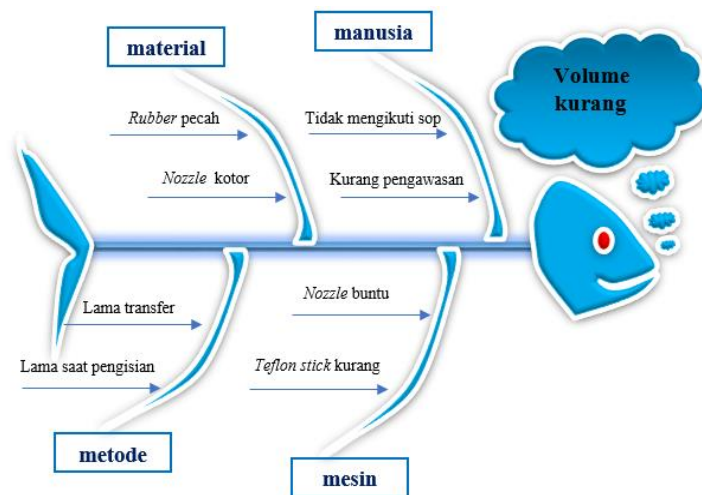 material
manusia
Volume
kurang
Rubber pecah
Tidak mengikuti sop
Nozzle kotor
Kurang pengawasan
Lama transfer
Nozzle buntu
Lama saat pengisian
Teflon stick kurang
metode
mesin